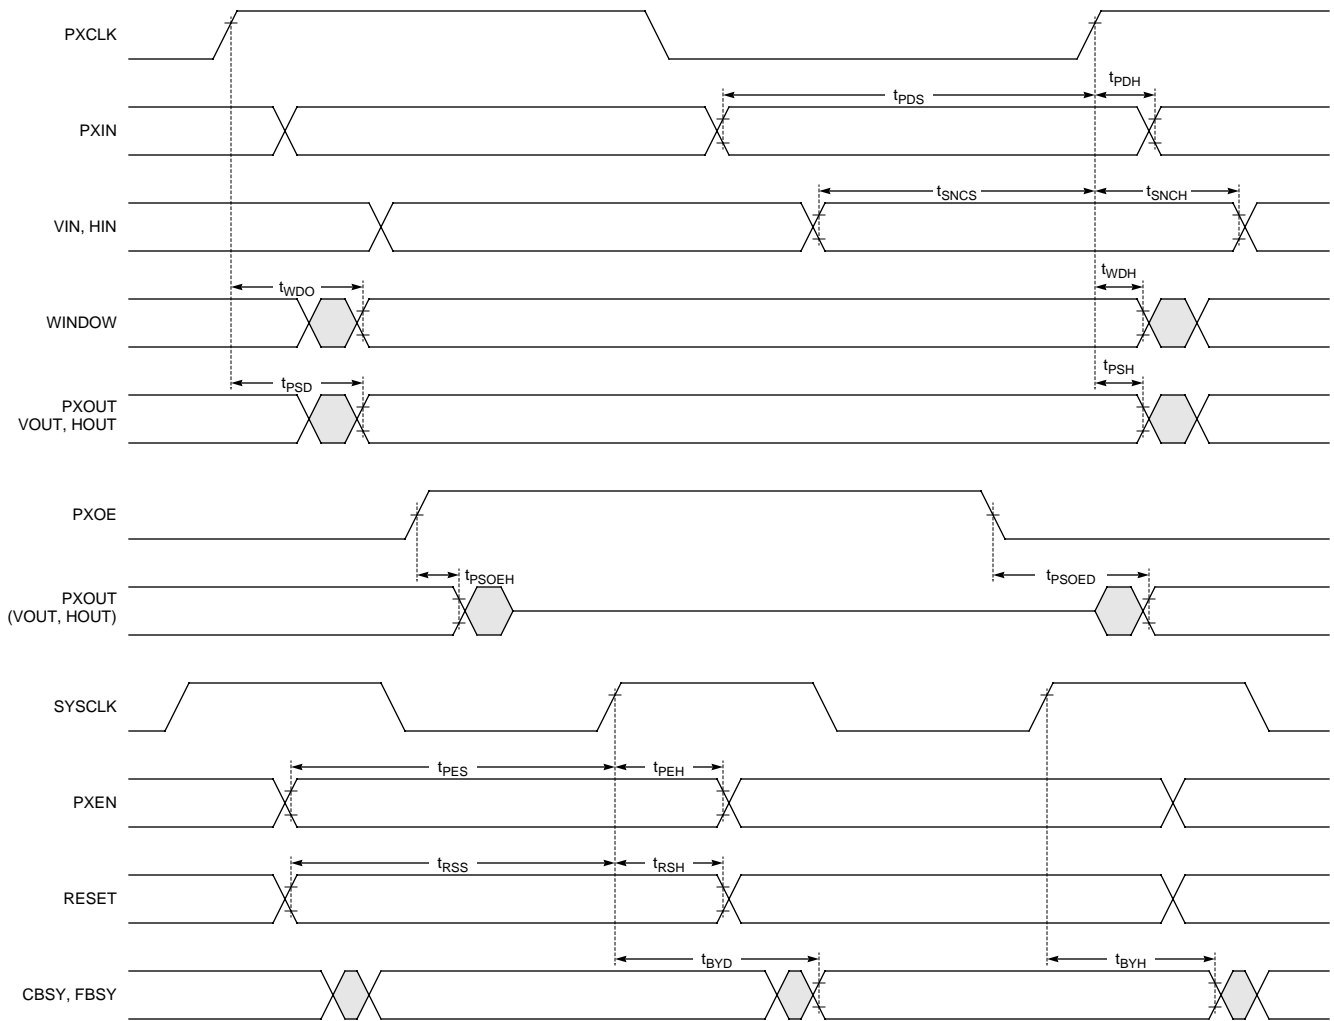 PXCLK
tPDH
tPDS
PXIN
tSNCS
tSNCH
VIN, HIN
tWDH
tWDO
WINDOW
tPSH
tPSD
PXOUT
VOUT, HOUT
PXOE
tPSOEH
tPSOED
PXOUT
(VOUT, HOUT)
SYSCLK
tPES
tPEH
PXEN
tRSS
tRSH
RESET
tBYD
tBYH
CBSY, FBSY